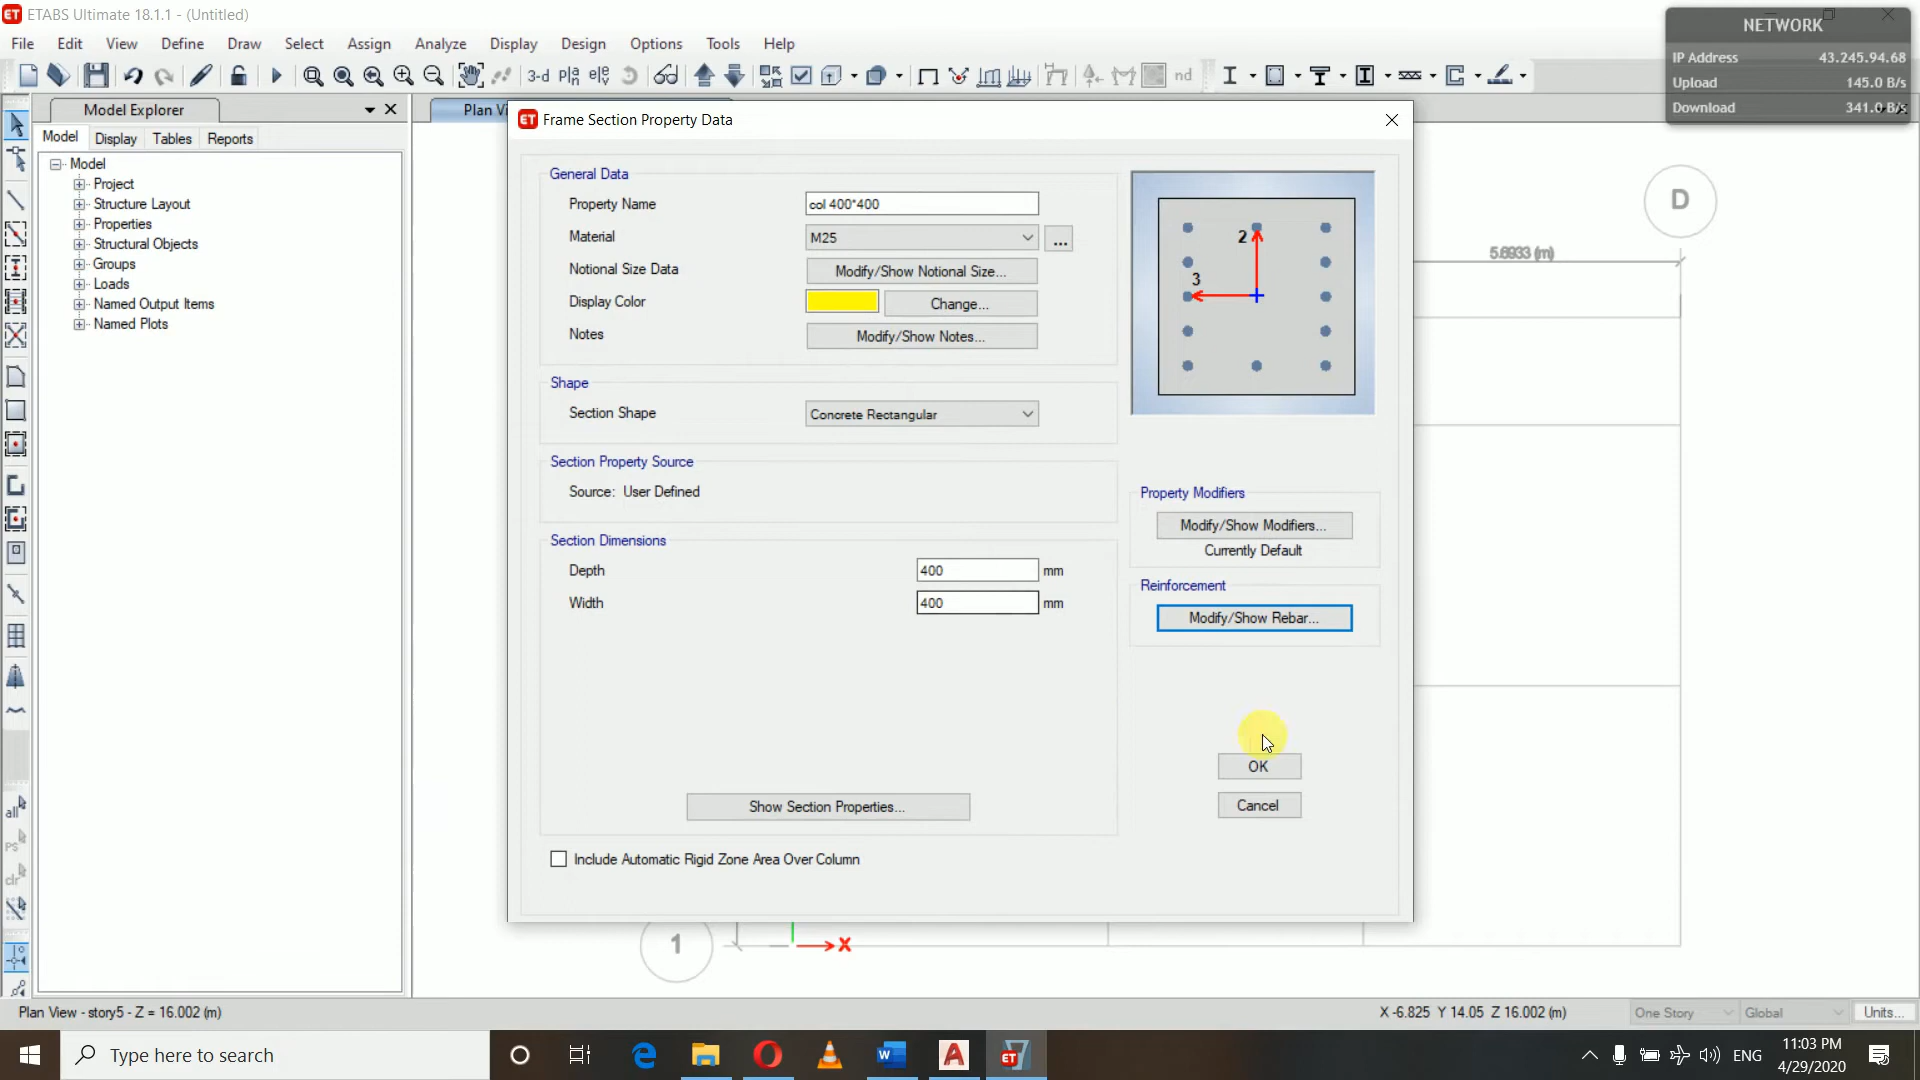 ETABS Ultimate 18.1.1 - (Untitled)
File Edit View Define Draw Select Assign Analyze Display Design Options Tools Help
NETWORK
IP Address 43.245.94.68
Upload 145.0 B/s
Download 341.0 B/s
3-d
nd
Model Explorer
Model Display Tables Reports
Model
Project
Structure Layout
Properties
Structural Objects
Groups
Loads
Named Output Items
Named Plots
all
ps
clr
Frame Section Property Data
General Data
Property Name col 400*400
Material M25 ...
Notional Size Data Modify/Show Notional Size...
Display Color Change...
Notes Modify/Show Notes...
Shape
Section Shape Concrete Rectangular
Section Property Source
Source: User Defined
Section Dimensions
Depth 400 mm
Width 400 mm
Show Section Properties...
Include Automatic Rigid Zone Area Over Column
2
3
Property Modifiers
Modify/Show Modifiers...
Currently Default
Reinforcement
Modify/Show Rebar...
OK
Cancel
D
5.6933 (m)
1
X
Plan View - story5 - Z = 16.002 (m)
X -6.825 Y 14.05 Z 16.002 (m)
One Story Global Units...
Type here to search
ENG
11:03 PM
4/29/2020